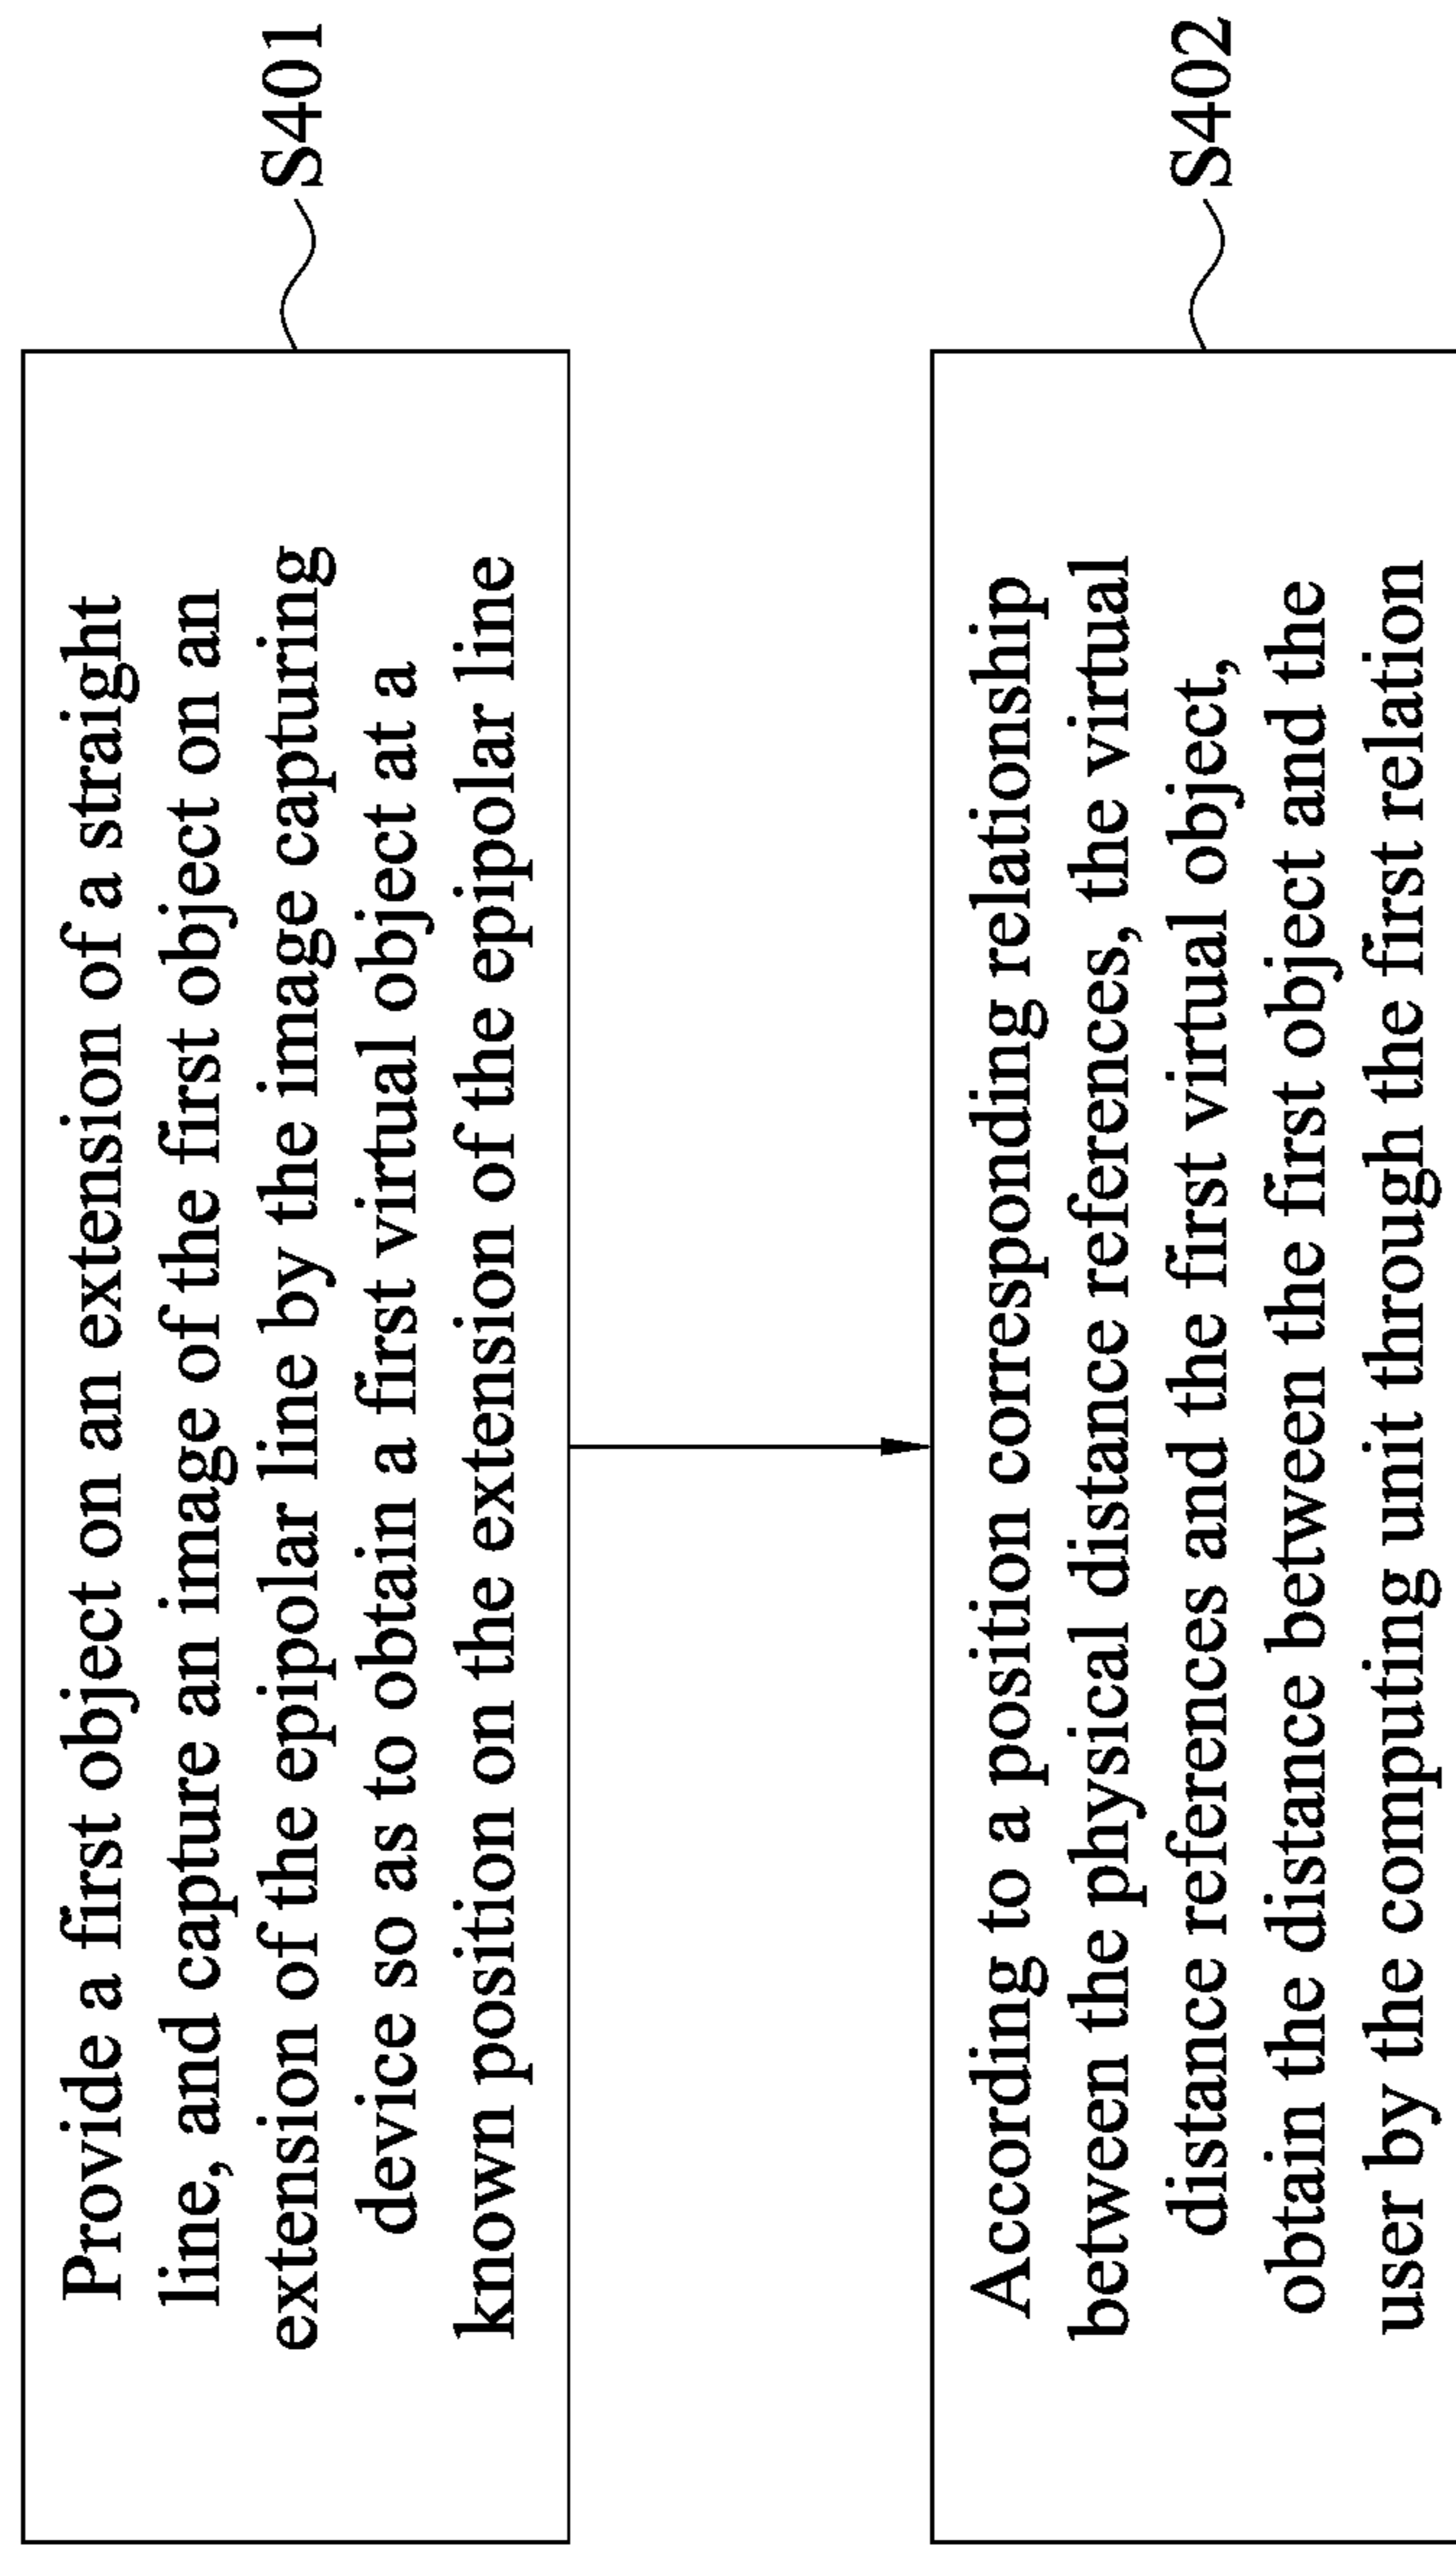 Provide a first object on an extension of a straight
line, and capture an image of the first object on an
extension of the epipolar line by the image capturing
device so as to obtain a first virtual object at a
known position on the extension of the epipolar line
S401
According to a position corresponding relationship
between the physical distance references, the virtual
distance references and the first virtual object,
obtain the distance between the first object and the
user by the computing unit through the first relation
S402